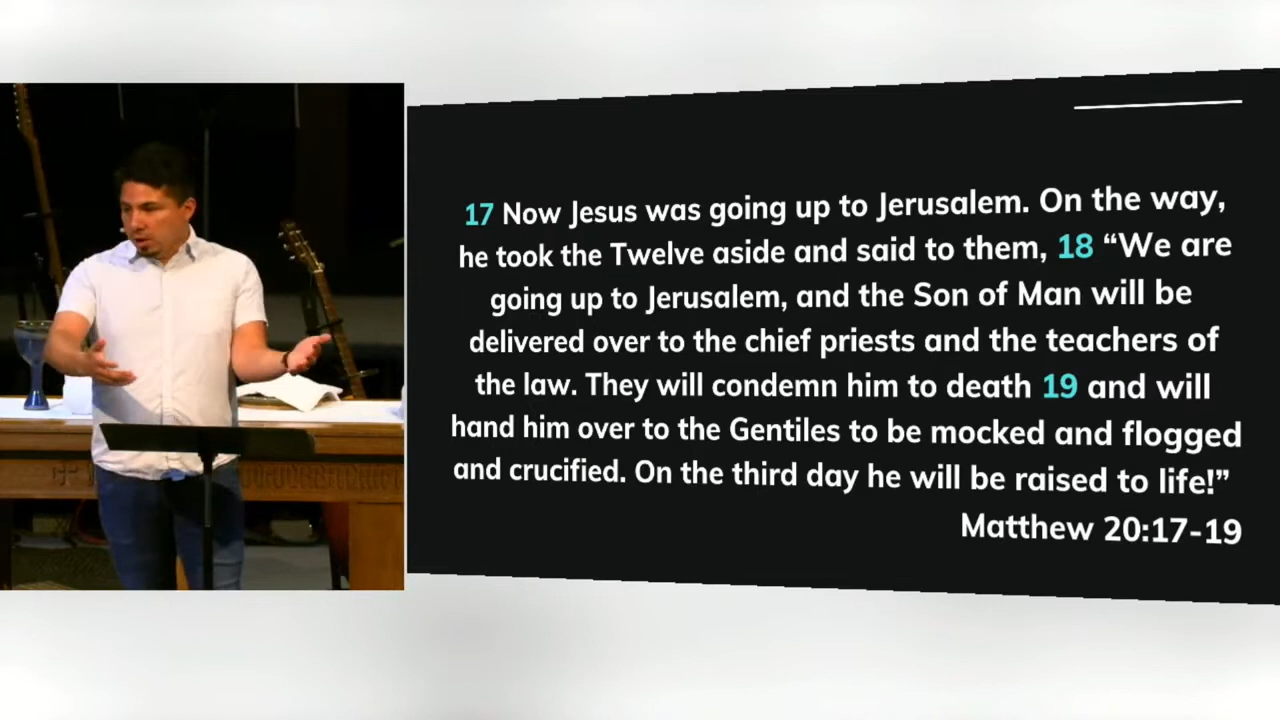 17 Now Jesus was going up to Jerusalem. On the way,
he took the Twelve aside and said to them, 18 “We are
going up to Jerusalem, and the Son of Man will be
delivered over to the chief priests and the teachers of
the law. They will condemn him to death 19 and will
hand him over to the Gentiles to be mocked and flogged
and crucified. On the third day he will be raised to life!”
Matthew 20:17-19